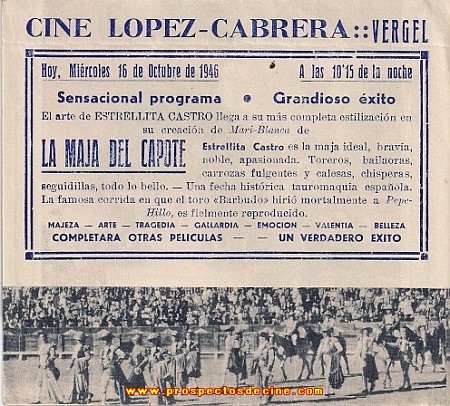 CINE LOPEZ-CABRERA::VERGEL
Hoy, Miércoles 16 de Octubre de 1946 A las 10'15 de la noche
Sensacional programa • Grandioso éxito
El arte de ESTRELLITA CASTRO llega a su más completa estilización en
su creación de Mari-Blanca de
LA MAJA DEL CAPOTE
Estrellita Castro es la maja ideal, bravía,
noble, apasionada. Toreros, bailaoras,
carrozas fulgentes y calesas, chisperas,
seguidillas, todo lo bello. — Una fecha histórica tauromaquia española.
La famosa corrida en que el toro «Barbudo» hirió mortalmente a Pepe-
Hillo, es fielmente reproducido.
MAJEZA — ARTE — TRAGEDIA — GALLARDIA — EMOCION — VALENTIA — BELLEZA
COMPLETARA OTRAS PELICULAS — — UN VERDADERO EXITO
www.prospectosdecine.com